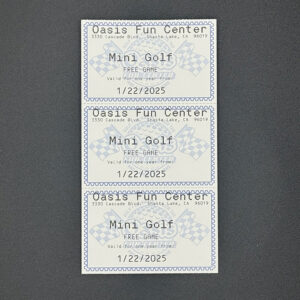 Oasis Fun Center
3330 Cascade Blvd. Shasta Lake, CA 96019
Mini Golf
FREE GAME
Valid for one year from:
1/22/2025
Oasis Fun Center
3330 Cascade Blvd. Shasta Lake, CA 96019
Mini Golf
FREE GAME
Valid for one year from:
1/22/2025
Oasis Fun Center
3330 Cascade Blvd. Shasta Lake, CA 96019
Mini Golf
FREE GAME
Valid for one year from:
1/22/2025